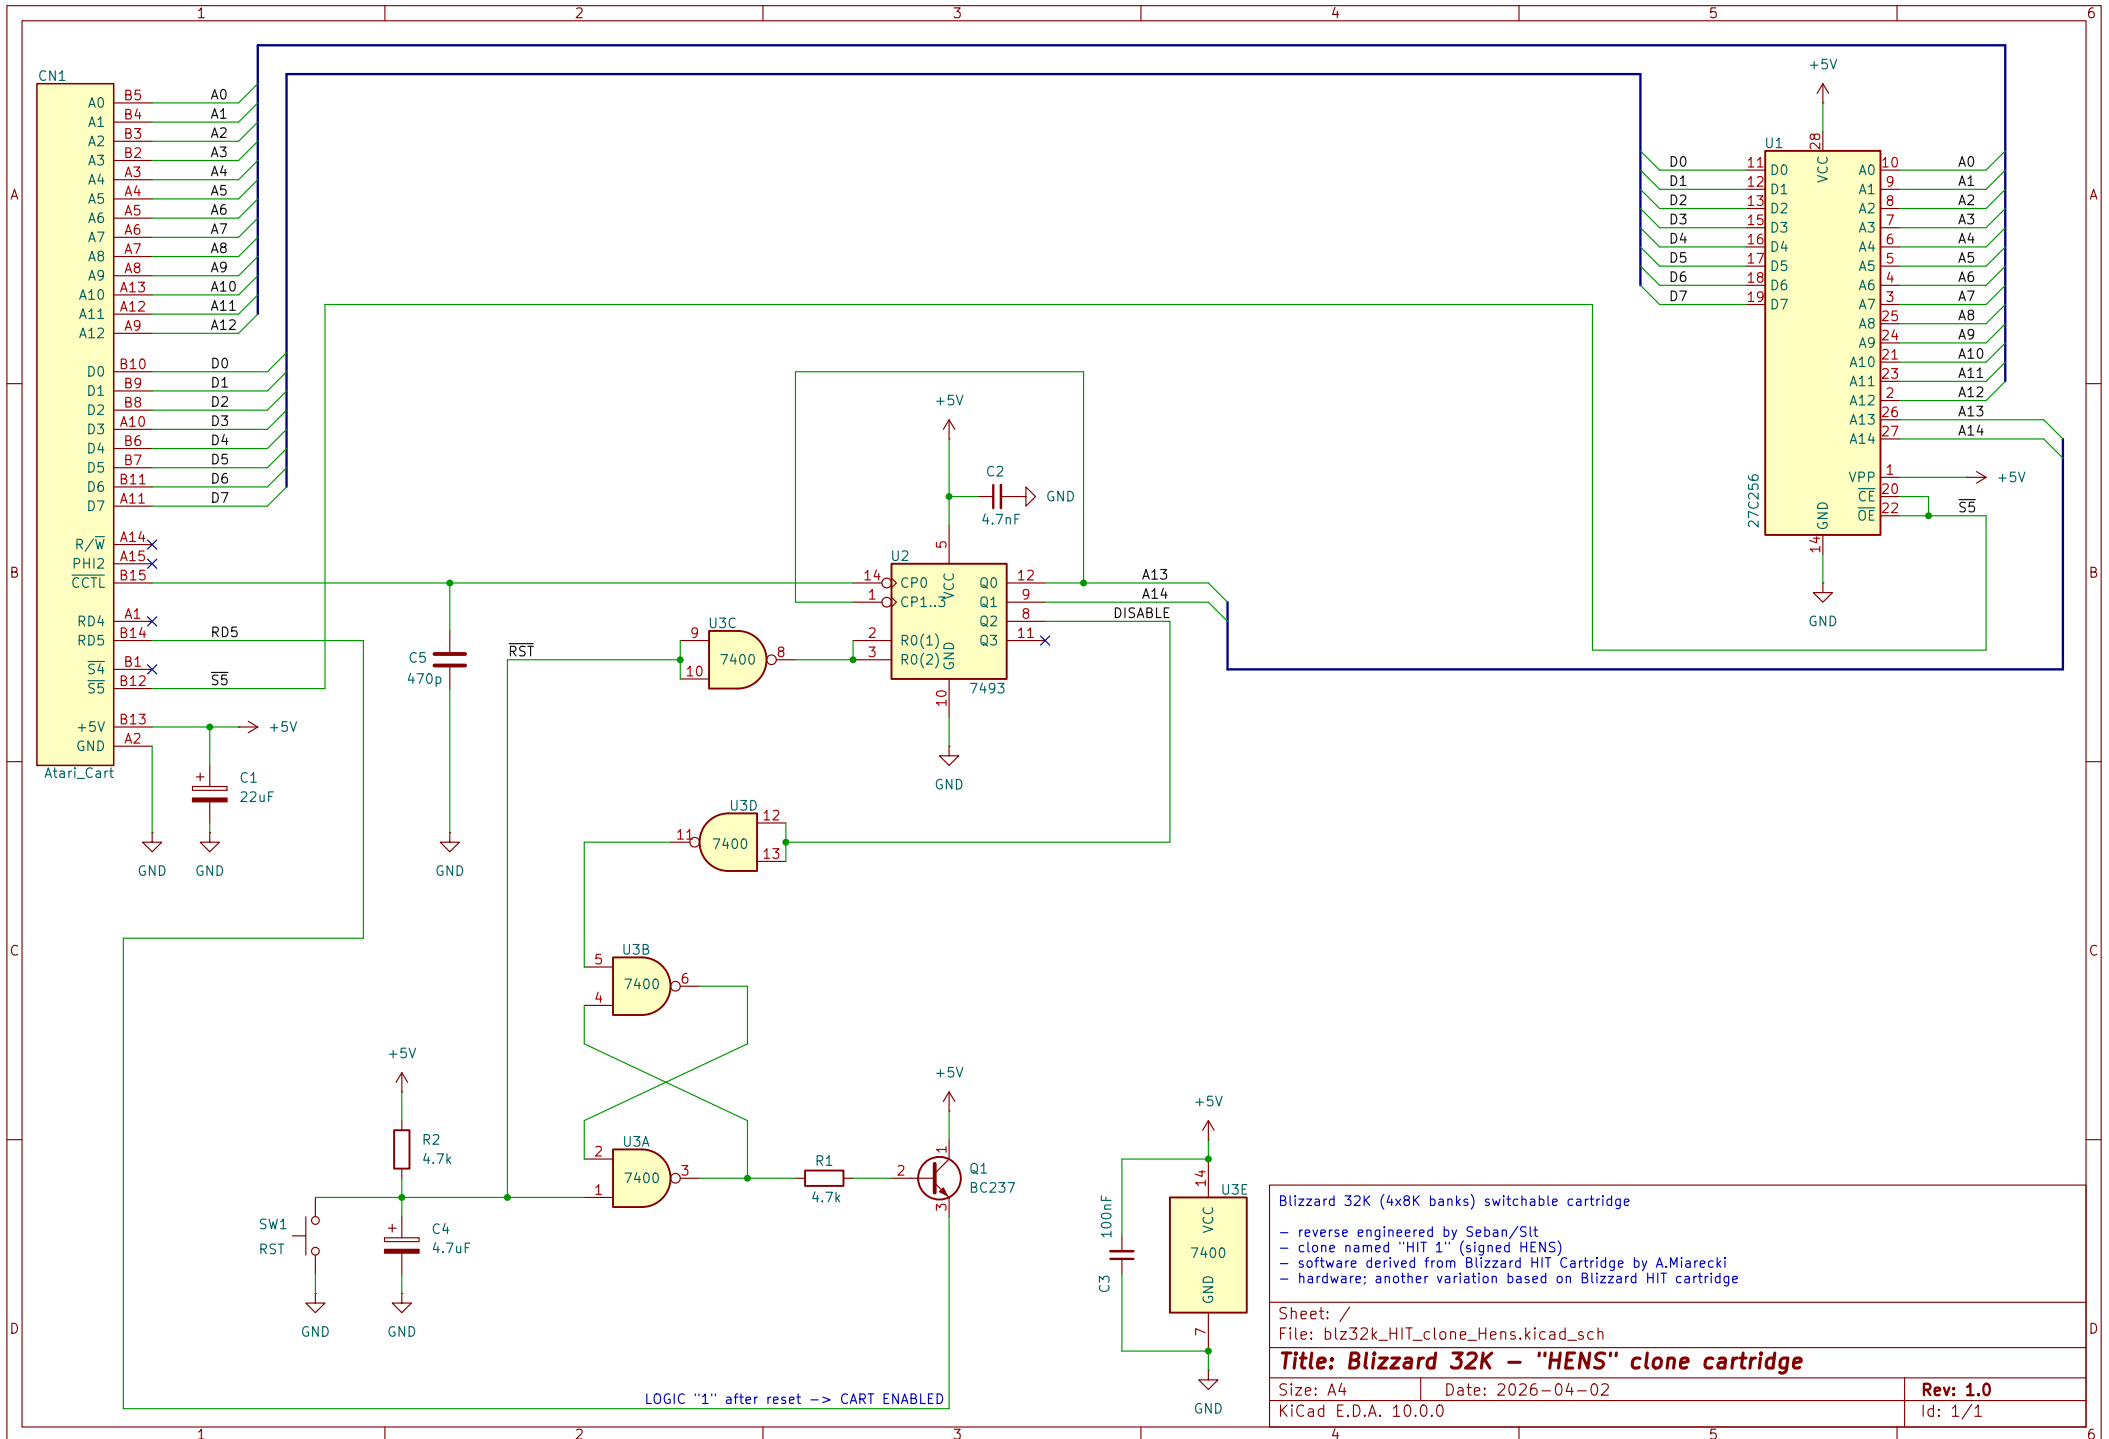 1 2 3 4 5 6
A
B
C
D
CN1
A0 B5 A0
A1 B4 A1
A2 B3 A2
A3 B2 A3
A4 A3 A4
A5 A4 A5
A6 A5 A6
A7 A6 A7
A8 A7 A8
A9 A8 A9
A10 A13 A10
A11 A12 A11
A12 A9 A12
D0 B10 D0
D1 B9 D1
D2 B8 D2
D3 A10 D3
D4 B6 D4
D5 B7 D5
D6 B11 D6
D7 A11 D7
R/W A14
PHI2 A15
CCTL B15
RD4 A1
RD5 B14 RD5
S4 B1
S5 B12 S5
+5V B13 +5V
GND A2
Atari_Cart
+
C1
22uF
GND
GND
C5
470p
GND
RST
U3C
9
10
7400
8
+5V
C2
4.7nF
GND
5
U2
14 CP0 VCC Q0 12 A13
1 CP1..3 Q1 9 A14
Q2 8 DISABLE
2 R0(1) Q3 11
3 R0(2) GND
10
7493
GND
U3D
11 7400 12
13
U3B
5
7400
6
4
U3A
2
7400
3
1
+5V
R2
4.7k
SW1
RST
+
C4
4.7uF
GND
GND
R1
4.7k
+5V
1
2
3
Q1
BC237
LOGIC "1" after reset -> CART ENABLED
+5V
14
U3E
VCC
7400
GND
7
100nF
C3
GND
+5V
28
U1
VCC
D0 11 D0 A0 10 A0
D1 12 D1 A1 9 A1
D2 13 D2 A2 8 A2
D3 15 D3 A3 7 A3
D4 16 D4 A4 6 A4
D5 17 D5 A5 5 A5
D6 18 D6 A6 4 A6
D7 19 D7 A7 3 A7
A8 25 A8
A9 24 A9
A10 21 A10
A11 23 A11
A12 2 A12
A13 26 A13
A14 27 A14
VPP 1 +5V
CE 20
OE 22 S5
27C256
GND
14
GND
Blizzard 32K (4x8K banks) switchable cartridge
- reverse engineered by Seban/Slt
- clone named "HIT 1" (signed HENS)
- software derived from Blizzard HIT Cartridge by A.Miarecki
- hardware; another variation based on Blizzard HIT cartridge
Sheet: /
File: blz32k_HIT_clone_Hens.kicad_sch
Title: Blizzard 32K - "HENS" clone cartridge
Size: A4 Date: 2026-04-02 Rev: 1.0
KiCad E.D.A. 10.0.0 Id: 1/1
A
B
C
D
1 2 3 4 5 6